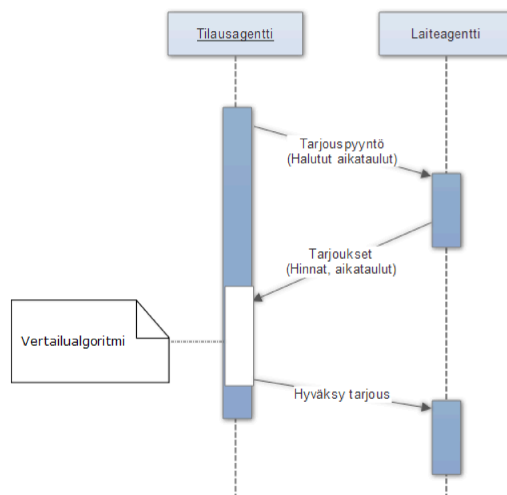 Tilausagentti
Laiteagentti
Tarjouspyyntö
(Halutut aikataulut)
Tarjoukset
(Hinnat, aikataulut)
Vertailualgoritmi
Hyväksy tarjous